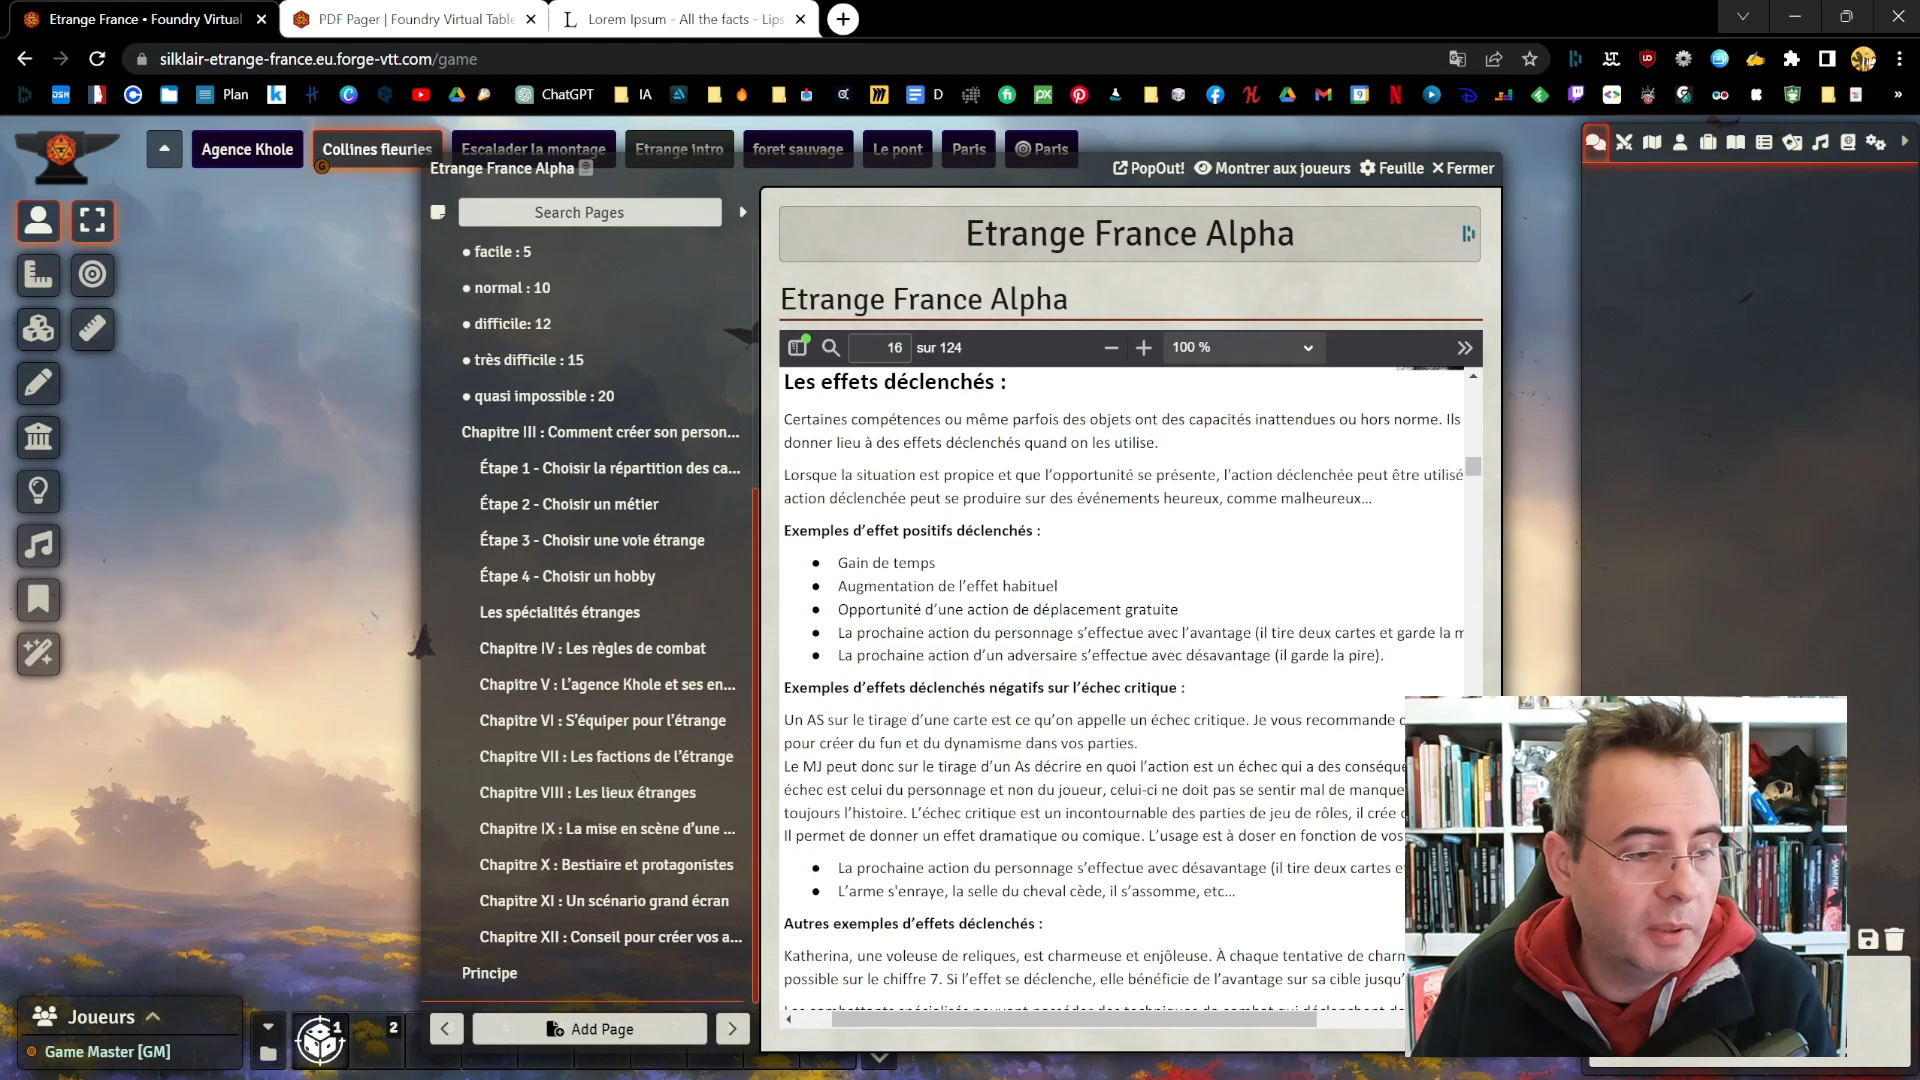 Etrange France • Foundry Virtual
PDF Pager | Foundry Virtual Table
Lorem Ipsum - All the facts - Lips
silklair-etrange-france.eu.forge-vtt.com/game
Plan
ChatGPT
IA
D
Agence Khole
Collines fleuries
Escalader la montage
Etrange intro
foret sauvage
Le pont
Paris
Paris
Etrange France Alpha
PopOut!
Montrer aux joueurs
Feuille
Fermer
Search Pages
• facile : 5
• normal : 10
• difficile: 12
• très difficile : 15
• quasi impossible : 20
Chapitre III : Comment créer son person...
Étape 1 - Choisir la répartition des ca...
Étape 2 - Choisir un métier
Étape 3 - Choisir une voie étrange
Étape 4 - Choisir un hobby
Les spécialités étranges
Chapitre IV : Les règles de combat
Chapitre V : L’agence Khole et ses en...
Chapitre VI : S’équiper pour l’étrange
Chapitre VII : Les factions de l’étrange
Chapitre VIII : Les lieux étranges
Chapitre IX : La mise en scène d’une ...
Chapitre X : Bestiaire et protagonistes
Chapitre XI : Un scénario grand écran
Chapitre XII : Conseil pour créer vos a...
Principe
Add Page
Etrange France Alpha
Etrange France Alpha
16 sur 124
100 %
Les effets déclenchés :
Certaines compétences ou même parfois des objets ont des capacités inattendues ou hors norme. Ils
donner lieu à des effets déclenchés quand on les utilise.
Lorsque la situation est propice et que l’opportunité se présente, l'action déclenchée peut être utilisé
action déclenchée peut se produire sur des événements heureux, comme malheureux...
Exemples d’effet positifs déclenchés :
● Gain de temps
● Augmentation de l’effet habituel
● Opportunité d’une action de déplacement gratuite
● La prochaine action du personnage s’effectue avec l’avantage (il tire deux cartes et garde la m
● La prochaine action d’un adversaire s’effectue avec désavantage (il garde la pire).
Exemples d’effets déclenchés négatifs sur l’échec critique :
Un AS sur le tirage d’une carte est ce qu’on appelle un échec critique. Je vous recommande
pour créer du fun et du dynamisme dans vos parties.
Le MJ peut donc sur le tirage d’un As décrire en quoi l’action est un échec qui a des conséque
échec est celui du personnage et non du joueur, celui-ci ne doit pas se sentir mal de manque
toujours l’histoire. L’échec critique est un incontournable des parties de jeu de rôles, il crée
Il permet de donner un effet dramatique ou comique. L’usage est à doser en fonction de vos
● La prochaine action du personnage s’effectue avec désavantage (il tire deux cartes et
● L’arme s'enraye, la selle du cheval cède, il s’assomme, etc...
Autres exemples d’effets déclenchés :
Katherina, une voleuse de reliques, est charmeuse et enjôleuse. À chaque tentative de charm
possible sur le chiffre 7. Si l’effet se déclenche, elle bénéficie de l’avantage sur sa cible jusqu’
Joueurs
Game Master [GM]
1
2